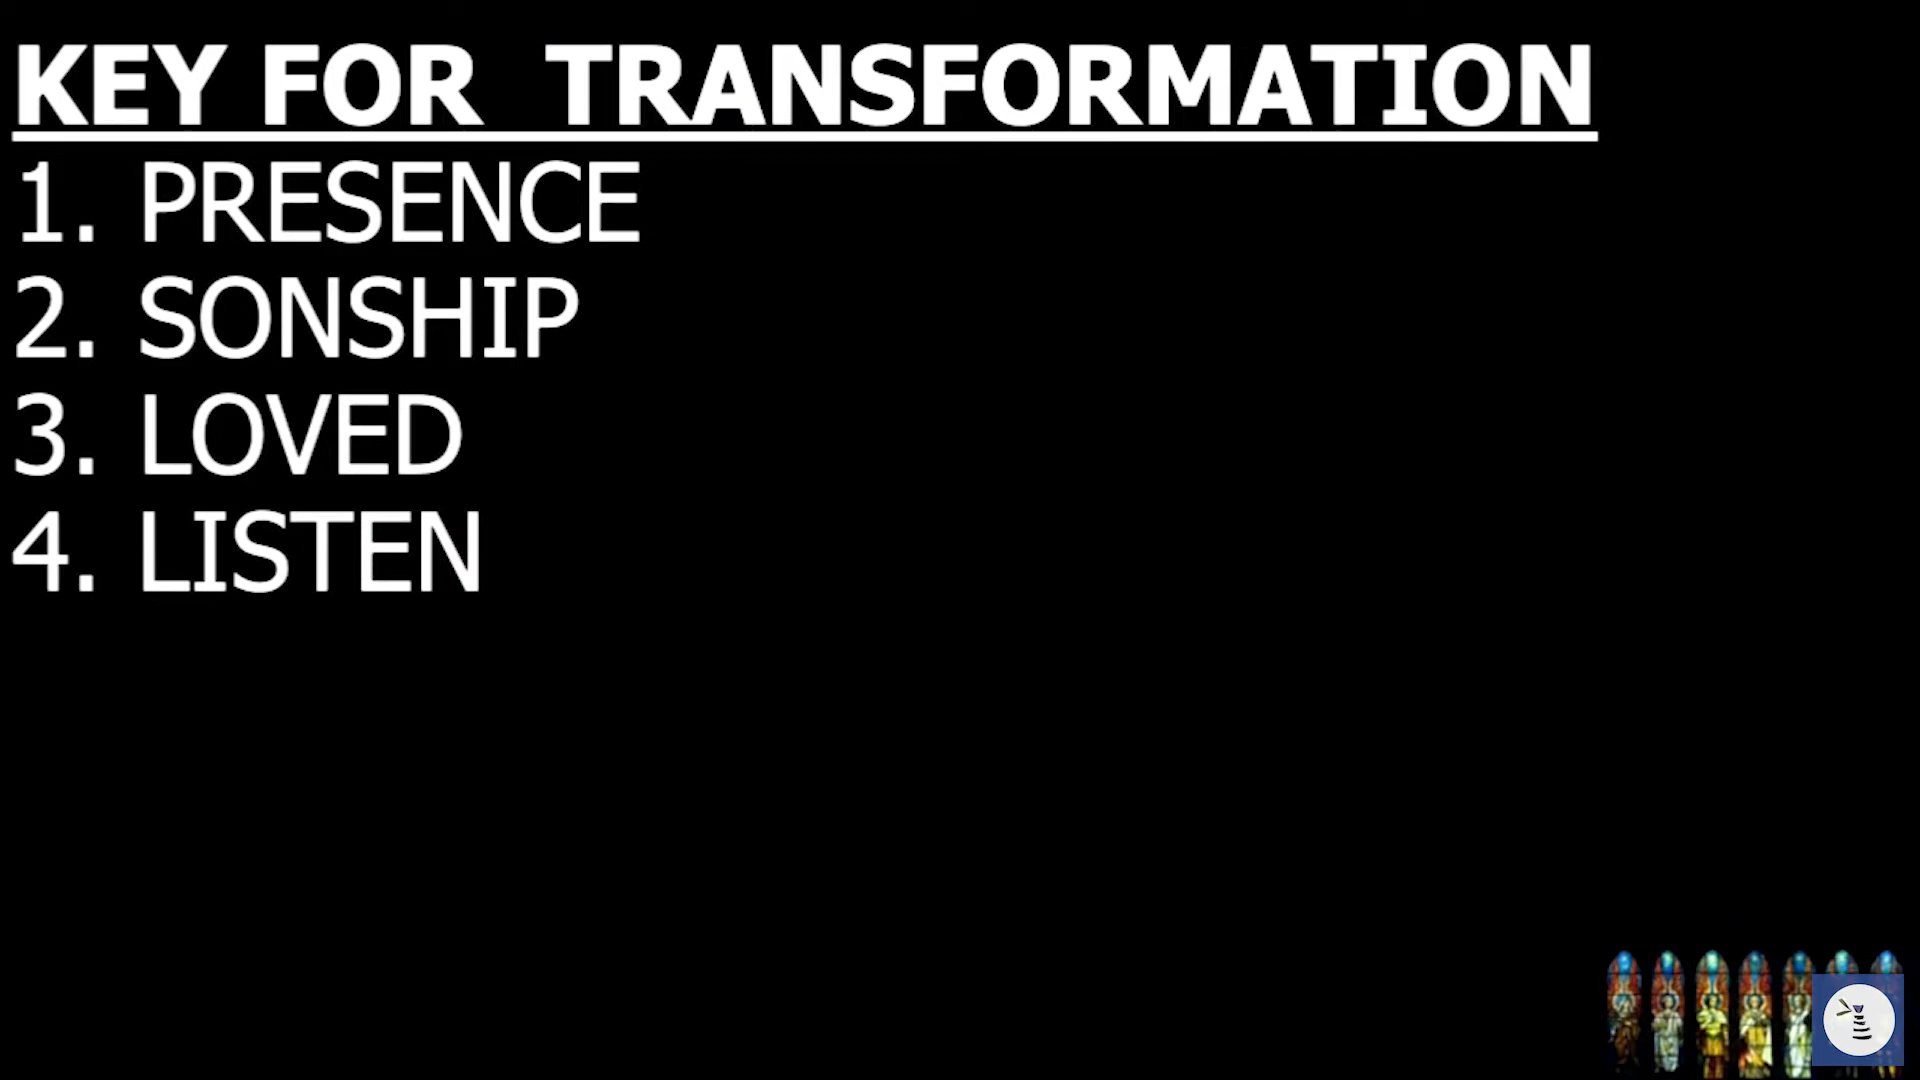 KEY FOR TRANSFORMATION
1. PRESENCE
2. SONSHIP
3. LOVED
4. LISTEN